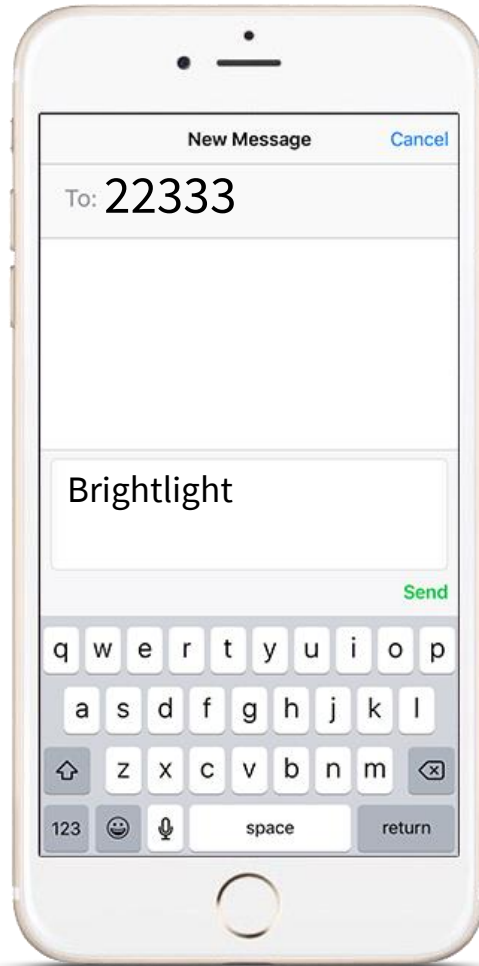 New Message Cancel
To: 22333
Brightlight
Send
q w e r t y u i o p
a s d f g h j k l
z x c v b n m
123 space return